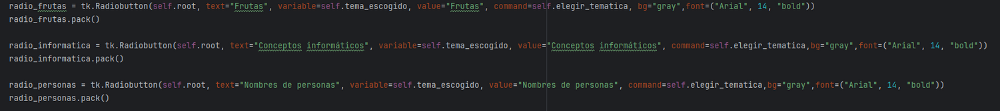 radio_frutas = tk.Radiobutton(self.root, text="Frutas", variable=self.tema_escogido, value="Frutas", command=self.elegir_tematica, bg="gray",font=("Arial", 14, "bold"))
radio_frutas.pack()
radio_informatica = tk.Radiobutton(self.root, text="Conceptos informáticos", variable=self.tema_escogido, value="Conceptos informáticos", command=self.elegir_tematica,bg="gray",font=("Arial", 14, "bold"))
radio_informatica.pack()
radio_personas = tk.Radiobutton(self.root, text="Nombres de personas", variable=self.tema_escogido, value="Nombres de personas", command=self.elegir_tematica,bg="gray",font=("Arial", 14, "bold"))
radio_personas.pack()